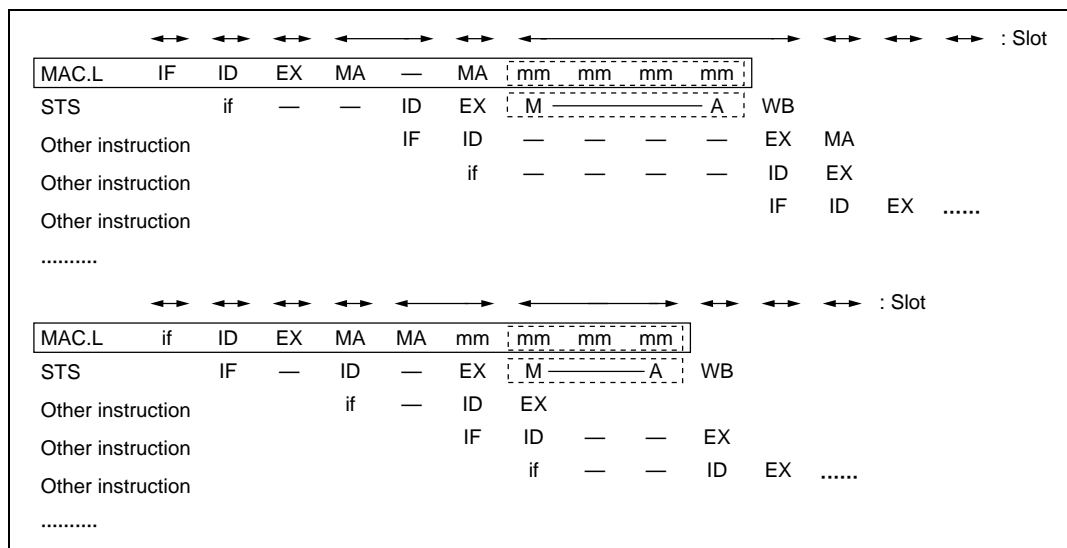 : Slot
MAC.L IF ID EX MA — MA mm mm mm mm
STS if — — ID EX M A WB
Other instruction IF ID — — — — EX MA
Other instruction if — — — — ID EX
Other instruction IF ID EX ......
..........
: Slot
MAC.L if ID EX MA MA mm mm mm mm
STS IF — ID — EX M A WB
Other instruction if — ID EX
Other instruction IF ID — — EX
Other instruction if — — ID EX ......
..........